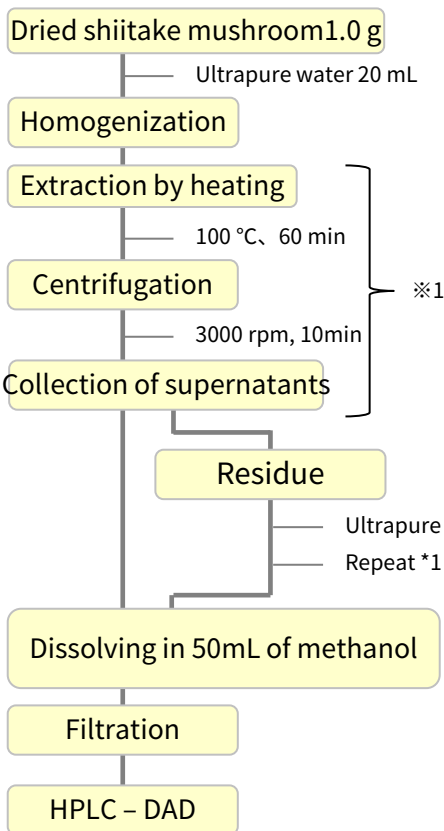 Dried shiitake mushroom1.0 g
Ultrapure water 20 mL
Homogenization
Extraction by heating
100 °C、60 min
Centrifugation
※1
3000 rpm, 10min
Collection of supernatants
Residue
Ultrapure
Repeat *1
Dissolving in 50mL of methanol
Filtration
HPLC – DAD